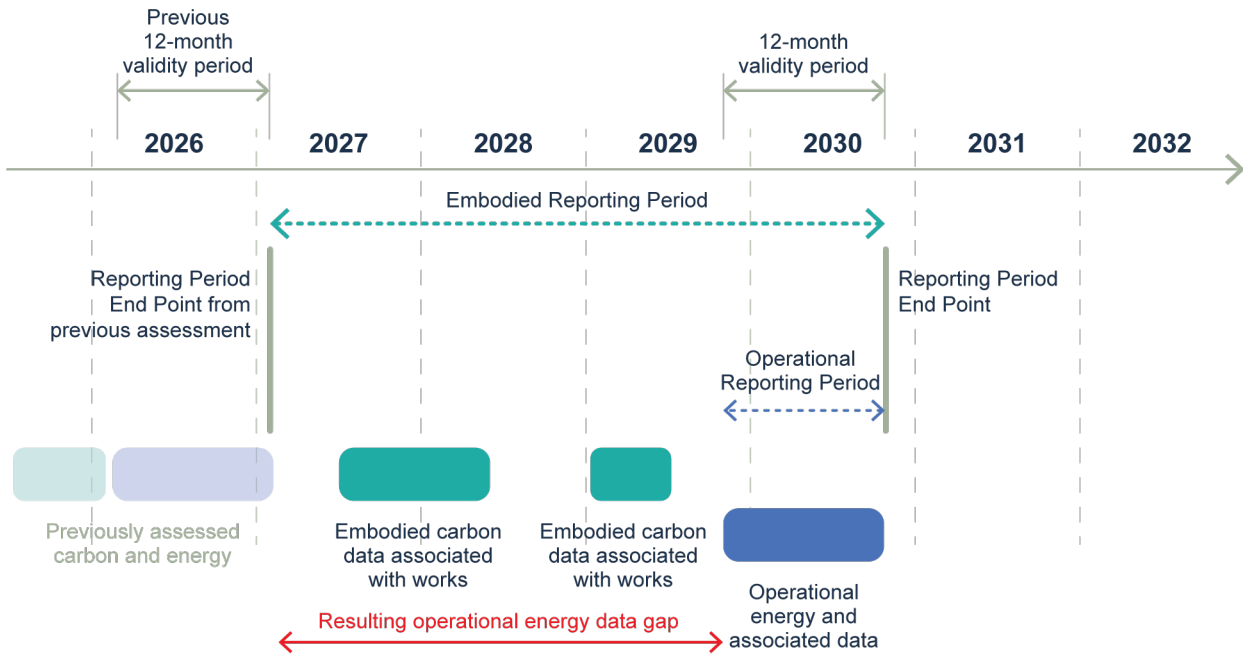 Previous
12-month
validity period
12-month
validity period
2026
2027
2028
2029
2030
2031
2032
Embodied Reporting Period
Reporting Period
End Point from
previous assessment
Reporting Period
End Point
Operational
Reporting Period
Previously assessed
carbon and energy
Embodied carbon
data associated
with works
Embodied carbon
data associated
with works
Operational
energy and
associated data
Resulting operational energy data gap